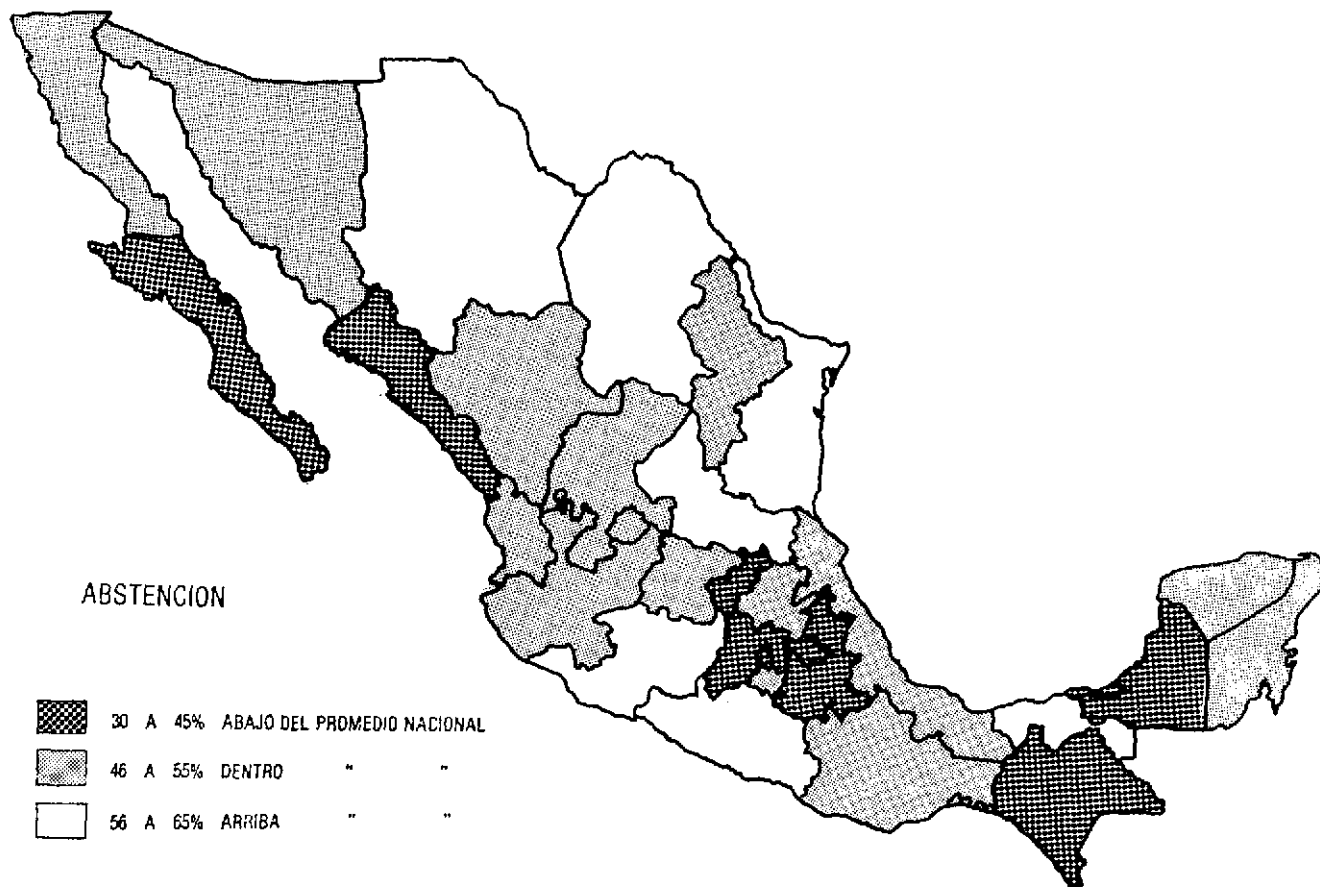 ABSTENCION
30 A 45% ABAJO DEL PROMEDIO NACIONAL
46 A 55% DENTRO " "
56 A 65% ARRIBA " "